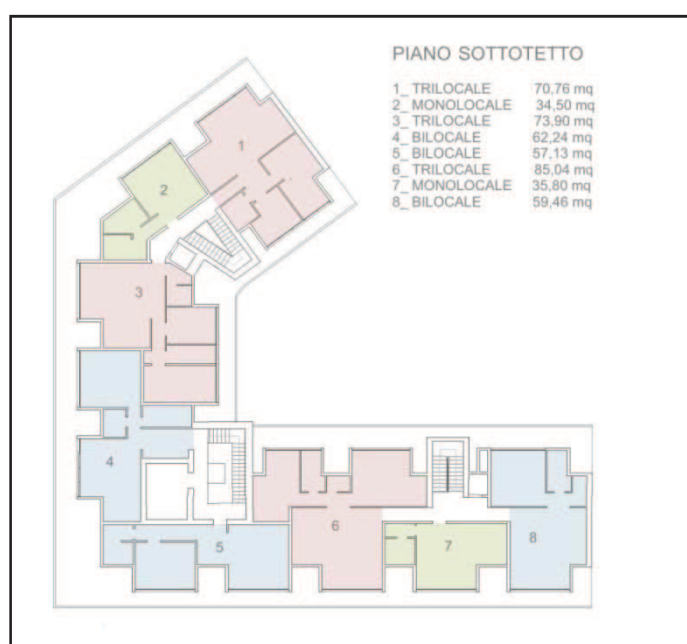 PIANO SOTTOTETTO
1_ TRILOCALE 70,76 mq
2_ MONOLOCALE 34,50 mq
3_ TRILOCALE 73,90 mq
4_ BILOCALE 62,24 mq
5_ BILOCALE 57,13 mq
6_ TRILOCALE 85,04 mq
7_ MONOLOCALE 35,80 mq
8_ BILOCALE 59,46 mq
1
2
3
4
5
6
7
8